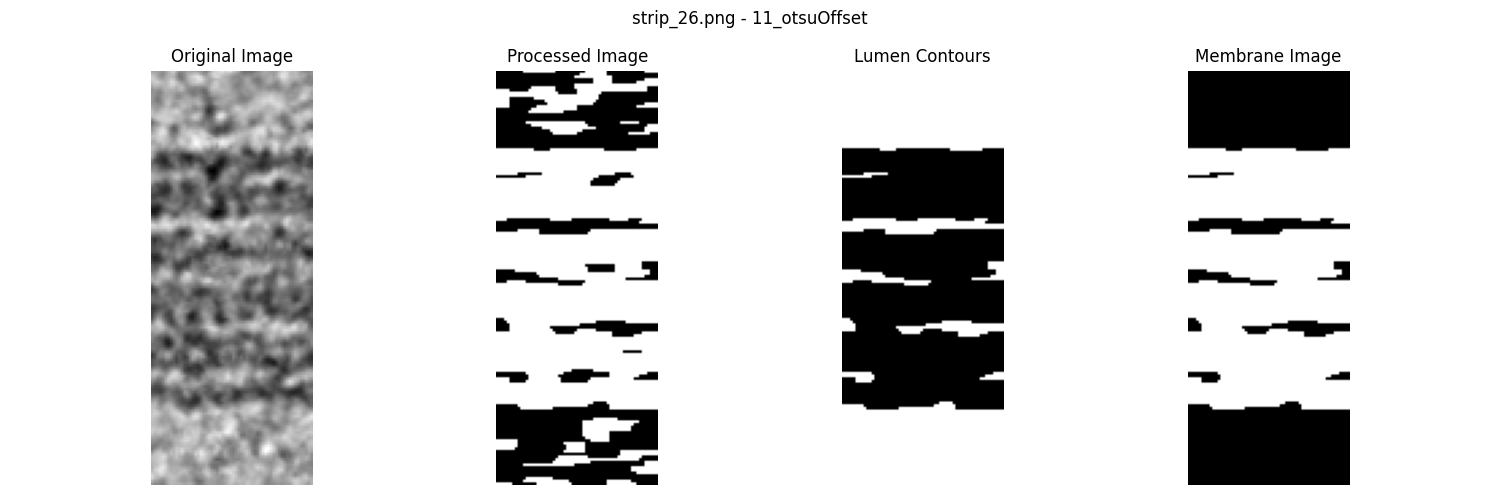 strip_26.png - 11_otsuOffset
Original Image
Processed Image
Lumen Contours
Membrane Image